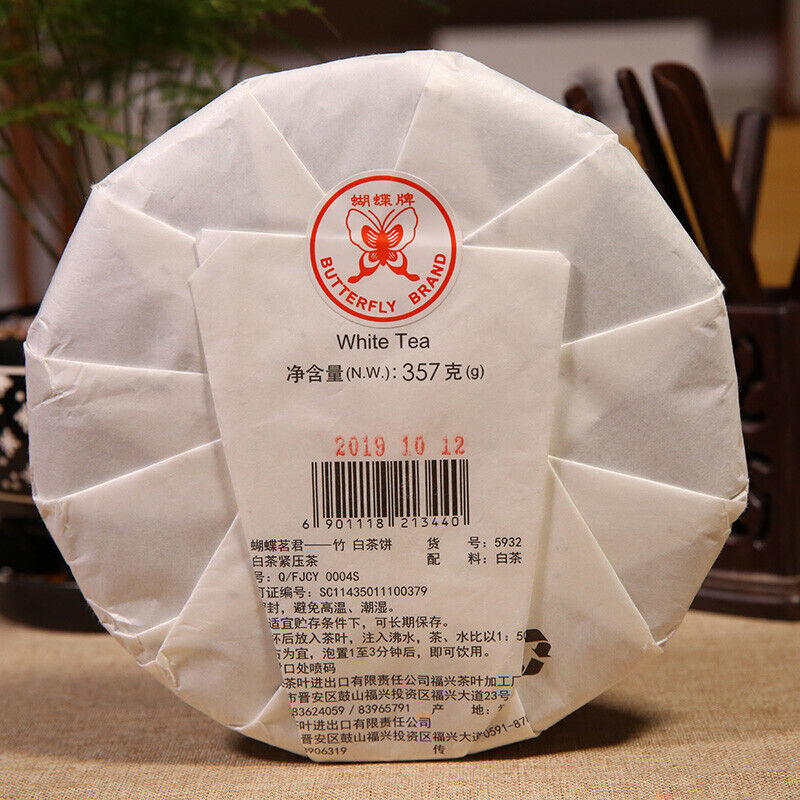 蝴蝶牌
BUTTERFLY BRAND
White Tea
净含量(N.W.): 357克(g)
2019 10 12
6 901118 213440
蝴蝶茗君——竹 白茶饼 货 号: 5932
白茶紧压茶 配 料: 白茶
号: Q/FJCY 0004S
可证编号: SC11435011100379
封, 避免高温、潮湿。
适宜贮存条件下, 可长期保存。
杯后放入茶叶, 注入沸水, 茶、水比以1: 50
右为宜, 泡置1至3分钟后, 即可饮用。
封口处喷码
茶叶进出口有限责任公司福兴茶叶加工厂
市晋安区鼓山福兴投资区福兴大道23号
83624059 / 83965791 产 地:
叶进出口有限责任公司
晋安区鼓山福兴投资区福兴大 0591-87
3906319 传